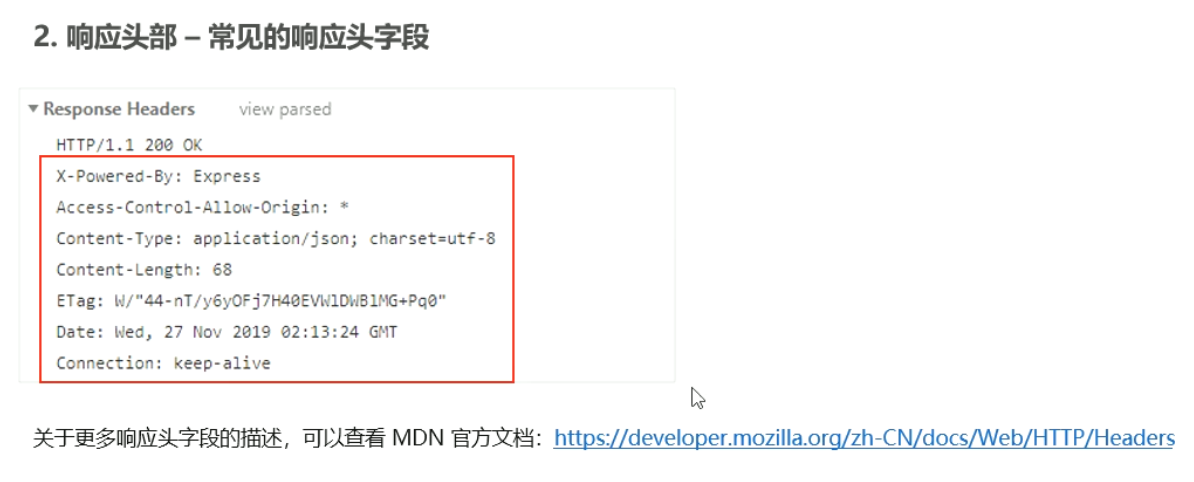 2. 响应头部 – 常见的响应头字段
Response Headers view parsed
HTTP/1.1 200 OK
X-Powered-By: Express
Access-Control-Allow-Origin: *
Content-Type: application/json; charset=utf-8
Content-Length: 68
ETag: W/"44-nT/y6yOFj7H40EVWlDWBlMG+Pq0"
Date: Wed, 27 Nov 2019 02:13:24 GMT
Connection: keep-alive
关于更多响应头字段的描述，可以查看 MDN 官方文档：https://developer.mozilla.org/zh-CN/docs/Web/HTTP/Headers